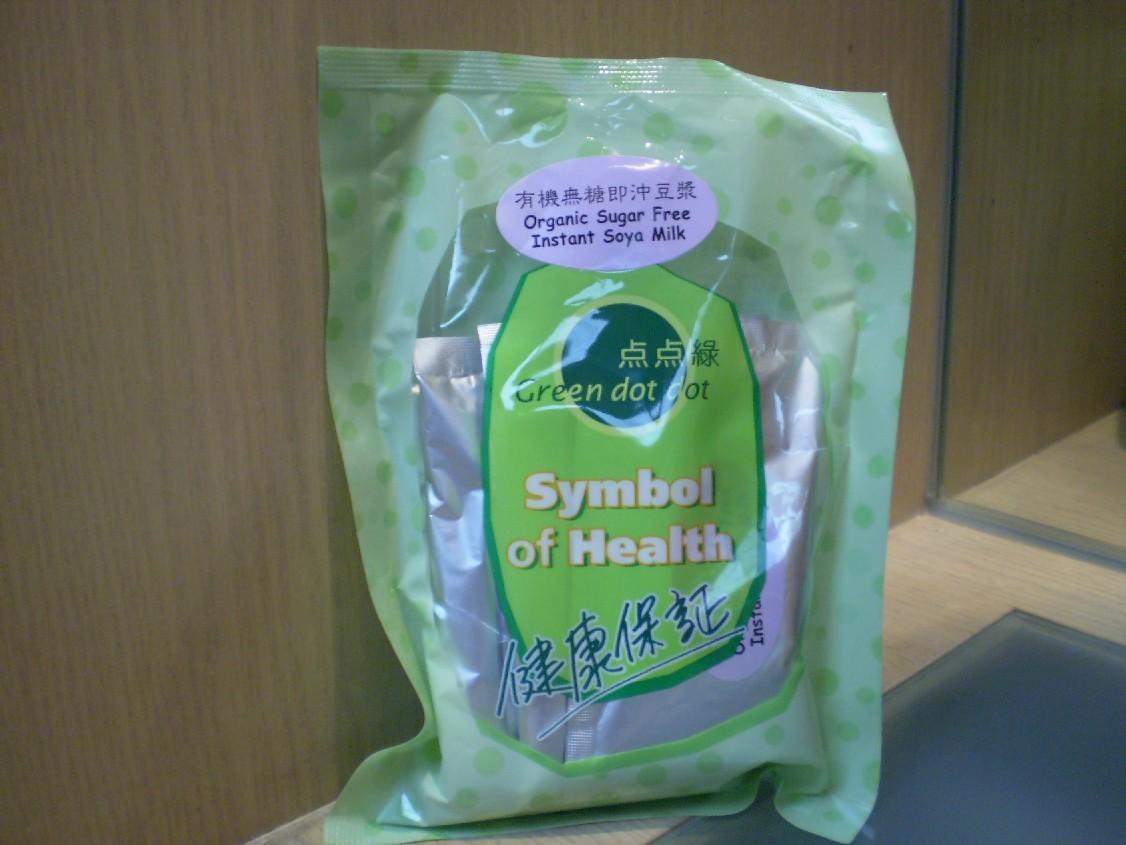 有機無糖即沖豆漿
Organic Sugar Free
Instant Soya Milk
点点綠
Green dot dot
Symbol
of Health
健康保証